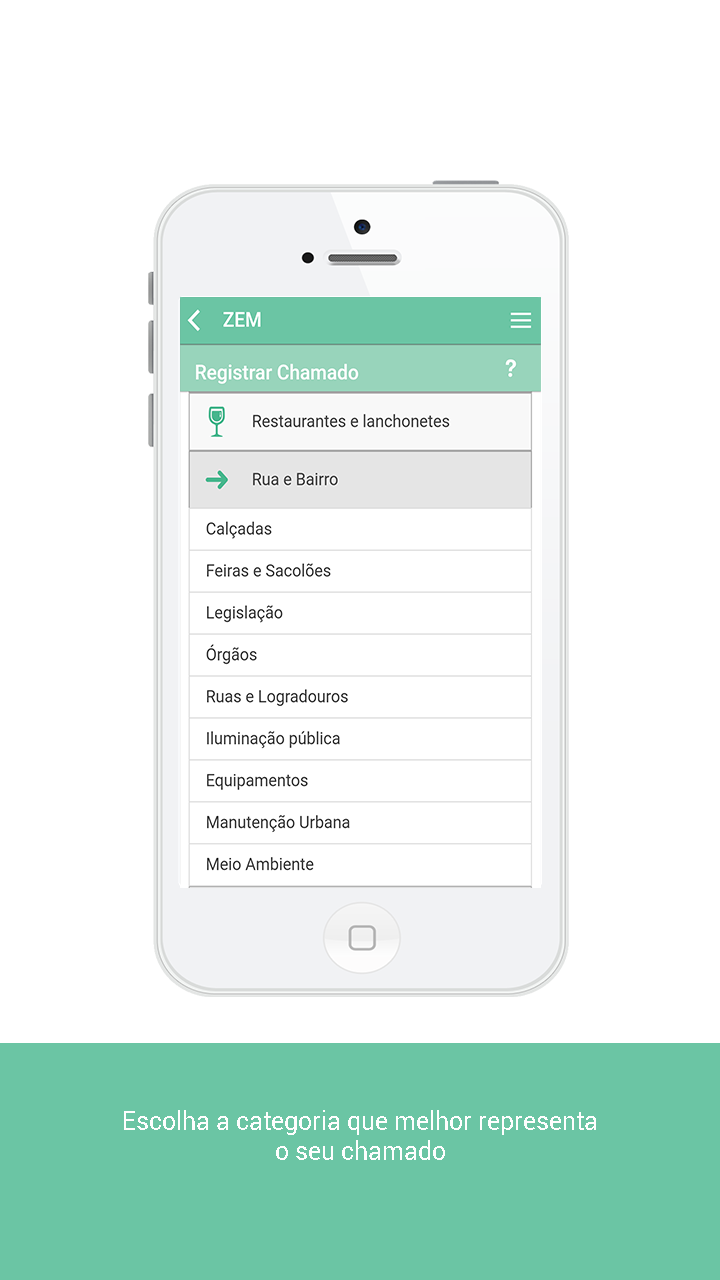 ZEM
Registrar Chamado ?
Restaurantes e lanchonetes
Rua e Bairro
Calçadas
Feiras e Sacolões
Legislação
Órgãos
Ruas e Logradouros
Iluminação pública
Equipamentos
Manutenção Urbana
Meio Ambiente
Escolha a categoria que melhor representa
o seu chamado